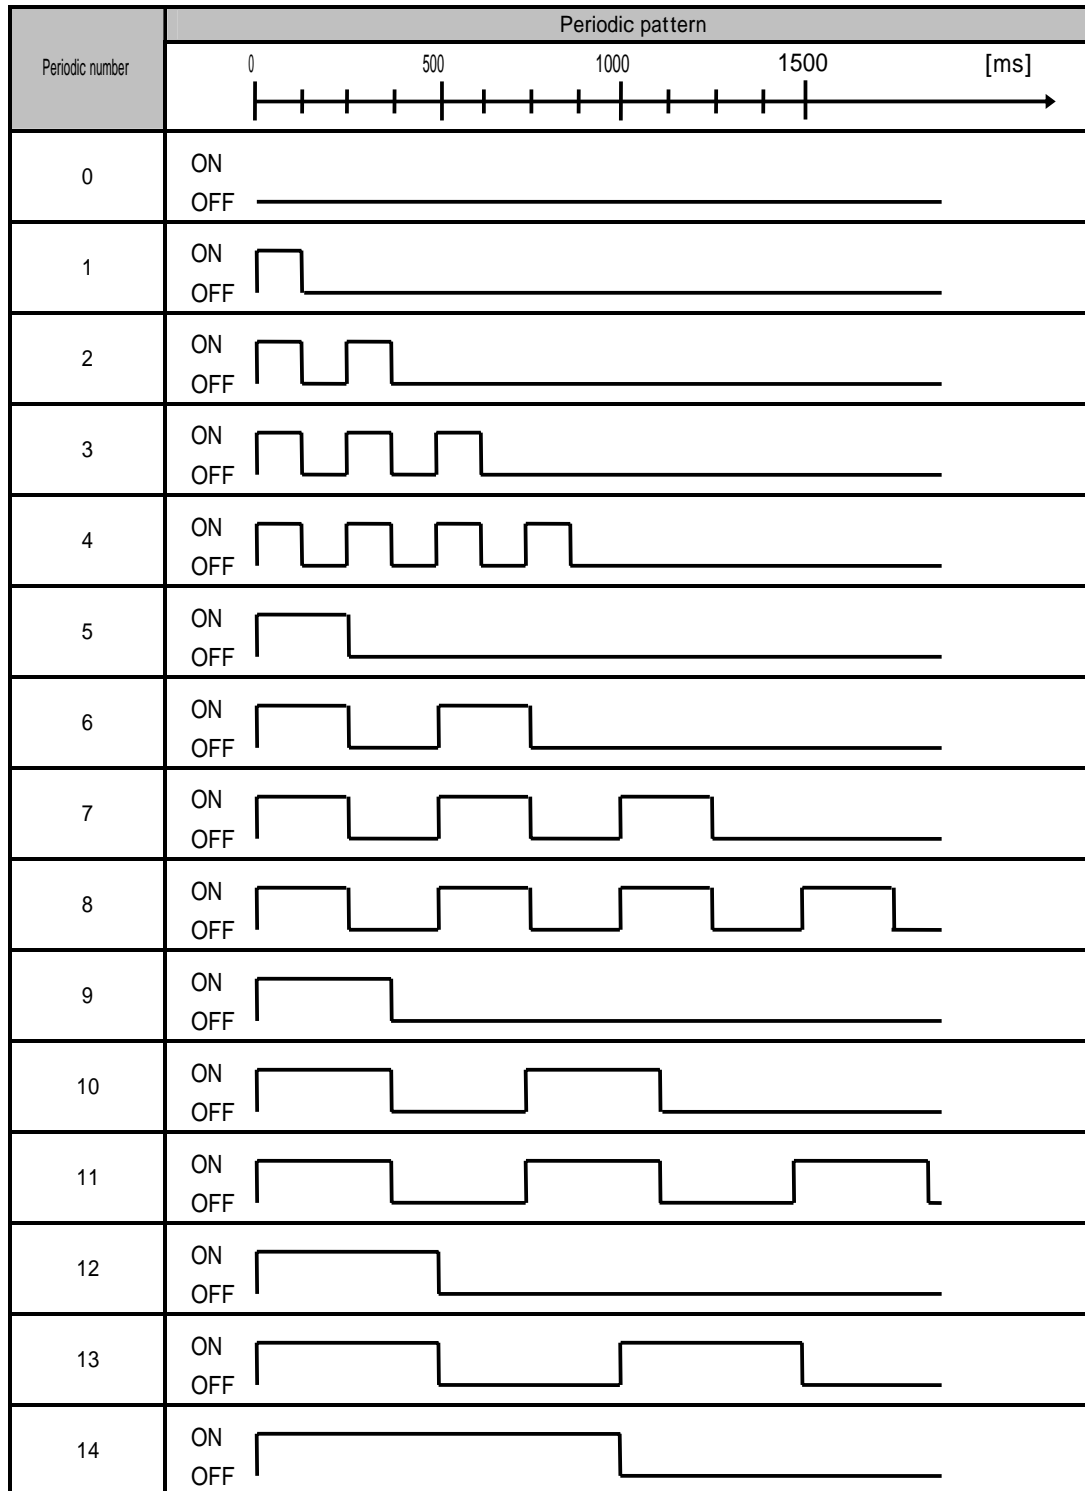 Periodic pattern
Periodic number
0 500 1000 1500 [ms]
0
ON
OFF
1
ON
OFF
2
ON
OFF
3
ON
OFF
4
ON
OFF
5
ON
OFF
6
ON
OFF
7
ON
OFF
8
ON
OFF
9
ON
OFF
10
ON
OFF
11
ON
OFF
12
ON
OFF
13
ON
OFF
14
ON
OFF